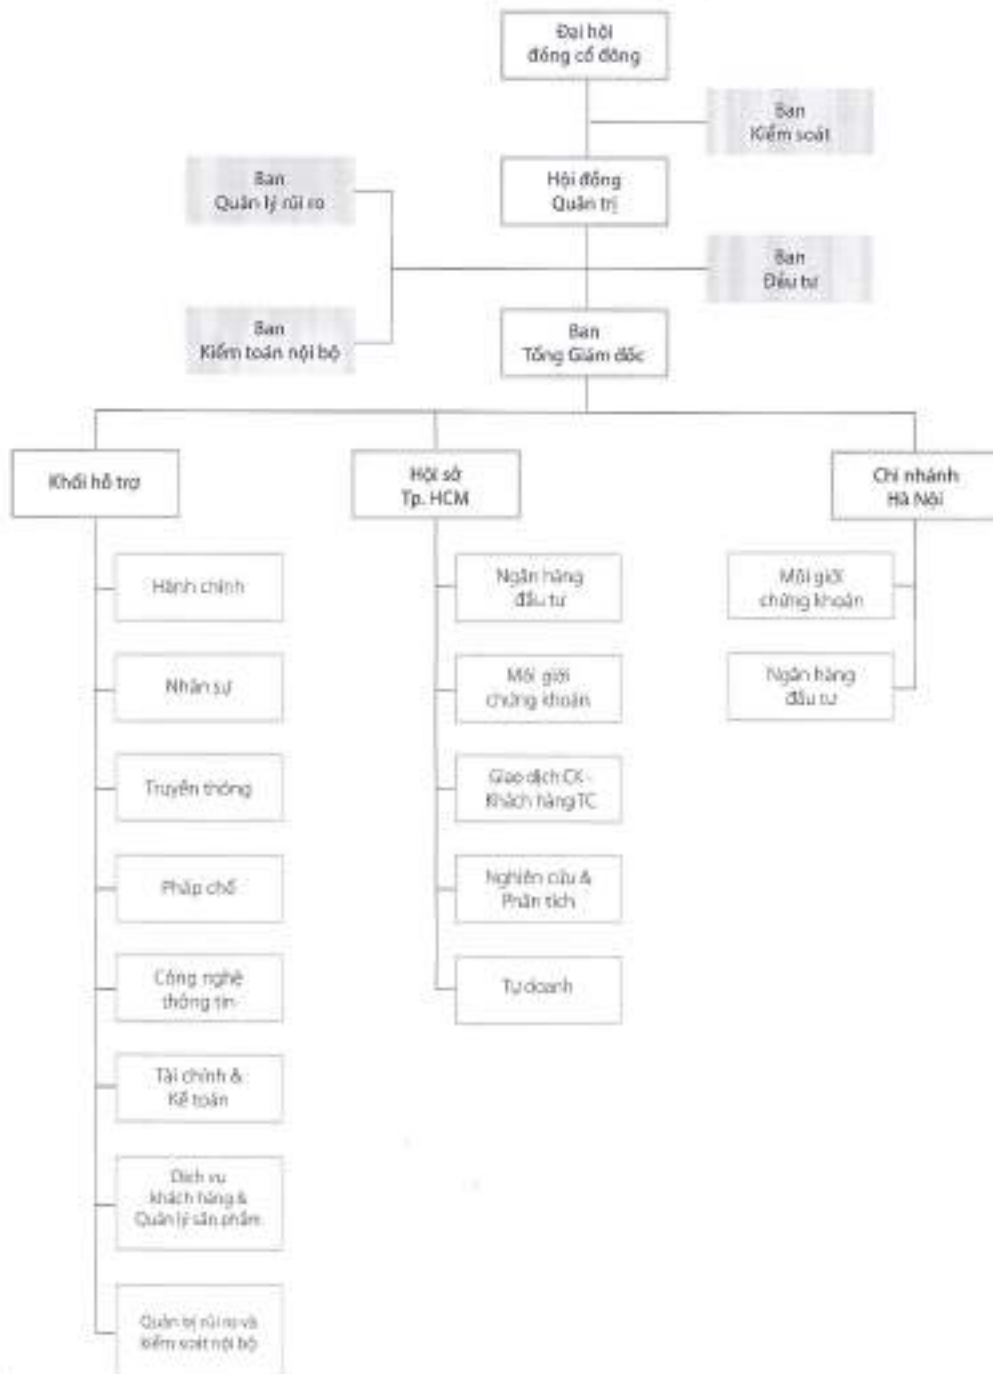 Đại hội
đồng cổ đông
Ban
Kiểm soát
Ban
Quản lý rủi ro
Hội đồng
Quản trị
Ban
Đầu tư
Ban
Kiểm toán nội bộ
Ban
Tổng Giám đốc
Khối hỗ trợ
Hội sở
Tp. HCM
Chi nhánh
Hà Nội
Hành chính
Nhân sự
Truyền thông
Pháp chế
Công nghệ
thông tin
Tài chính &
Kế toán
Dịch vụ
khách hàng &
Quản lý sản phẩm
Quản trị rủi ro và
kiểm soát nội bộ
Ngân hàng
đầu tư
Môi giới
chứng khoán
Giao dịch CK -
Khách hàng TC
Nghiên cứu &
Phân tích
Tự doanh
Môi giới
chứng khoán
Ngân hàng
đầu tư